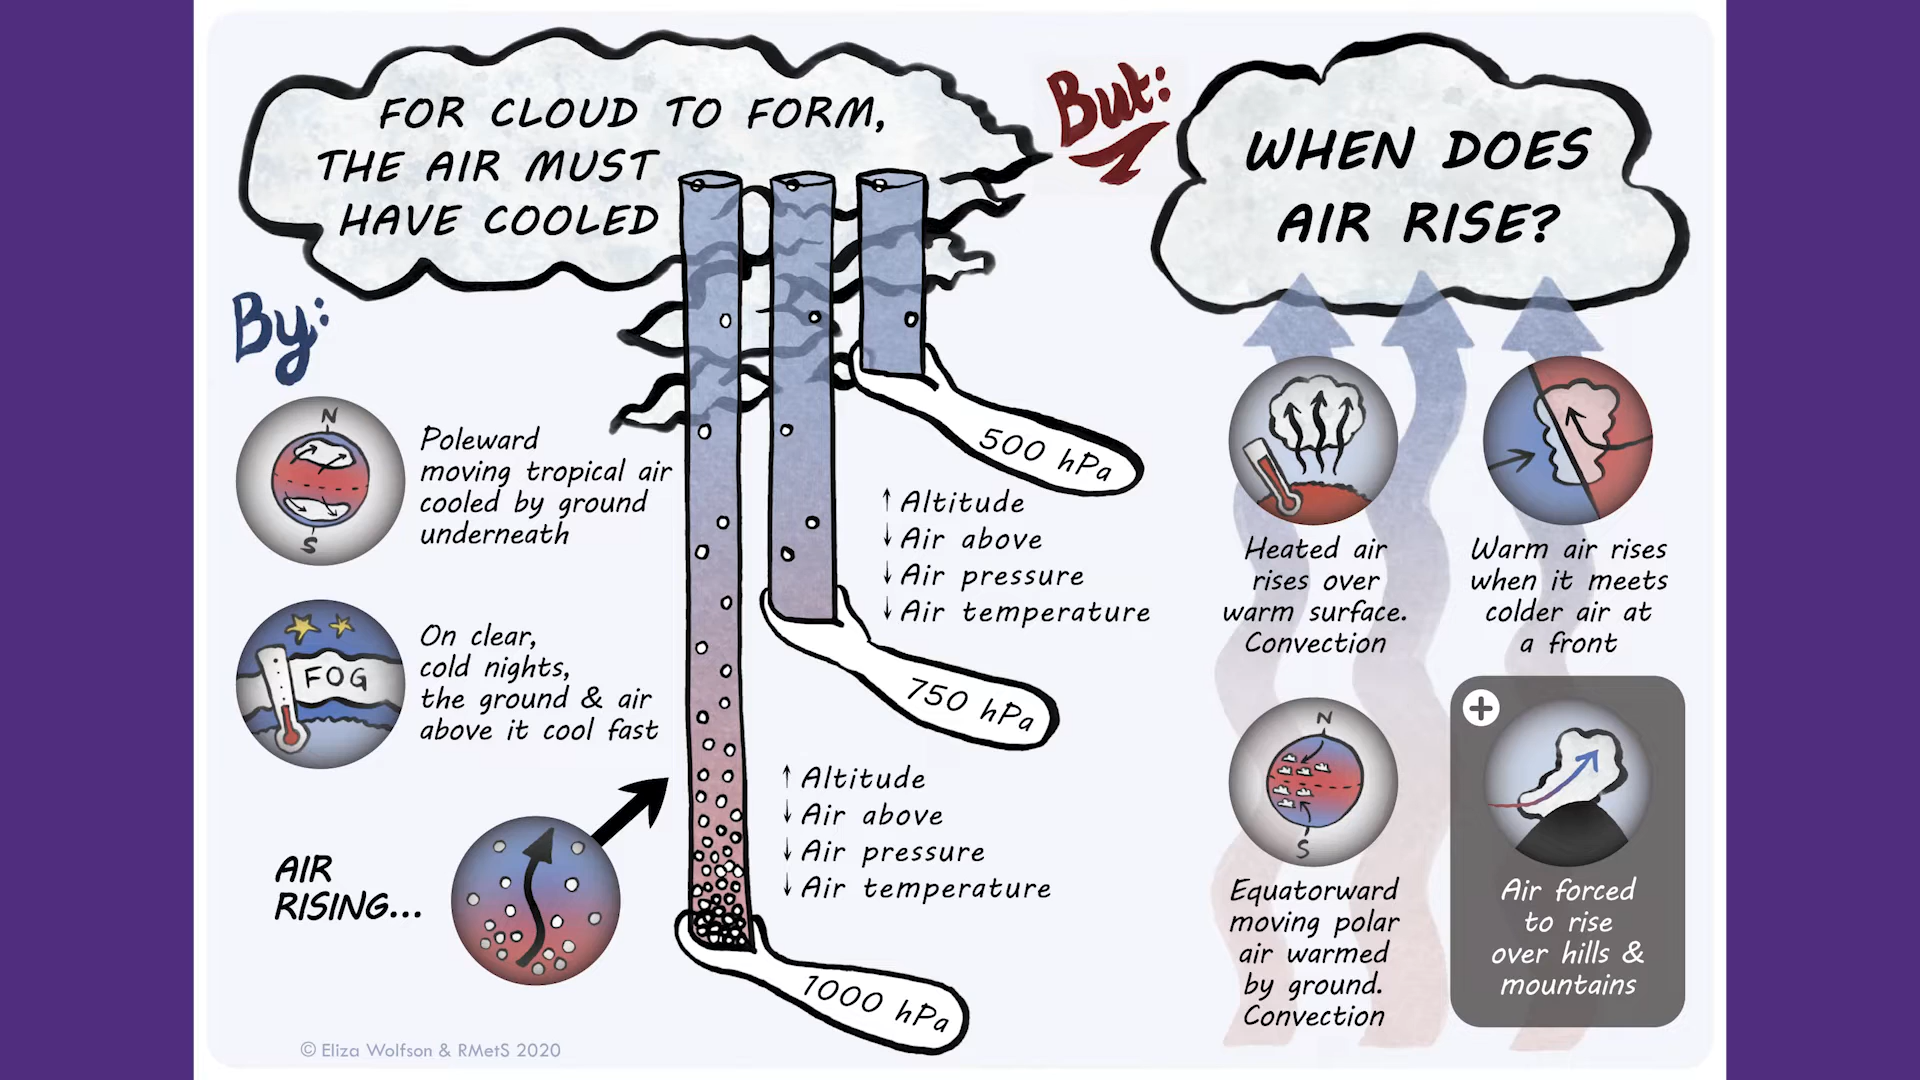 FOR CLOUD TO FORM,
THE AIR MUST
HAVE COOLED
By:
N
S
Poleward
moving tropical air
cooled by ground
underneath
FOG
On clear,
cold nights,
the ground & air
above it cool fast
AIR
RISING...
500 hPa
↑ Altitude
↓ Air above
↓ Air pressure
↓ Air temperature
750 hPa
↑ Altitude
↓ Air above
↓ Air pressure
↓ Air temperature
1000 hPa
But:
WHEN DOES
AIR RISE?
Heated air
rises over
warm surface.
Convection
Warm air rises
when it meets
colder air at
a front
N
S
Equatorward
moving polar
air warmed
by ground.
Convection
+
Air forced
to rise
over hills &
mountains
© Eliza Wolfson & RMetS 2020